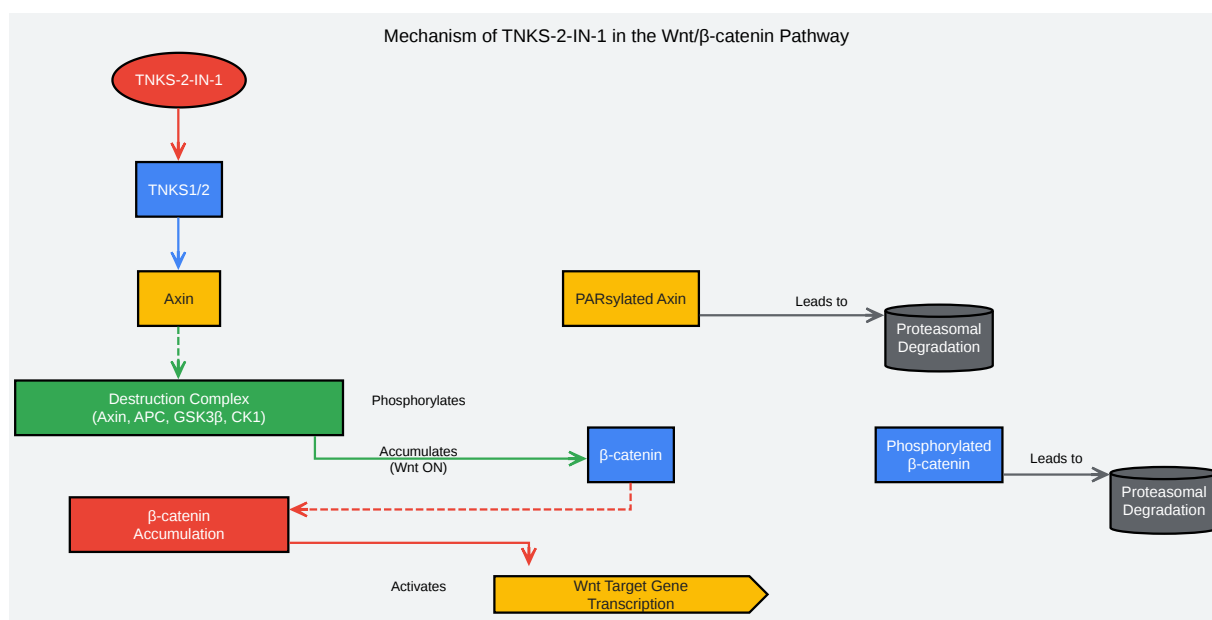 Mechanism of TNKS-2-IN-1 in the Wnt/β-catenin Pathway
TNKS-2-IN-1
TNKS1/2
Axin
PARsylated Axin
Leads to
Proteasomal
Degradation
Destruction Complex
(Axin, APC, GSK3β, CK1)
Phosphorylates
Accumulates
(Wnt ON)
β-catenin
Phosphorylated
β-catenin
Leads to
Proteasomal
Degradation
β-catenin
Accumulation
Activates
Wnt Target Gene
Transcription